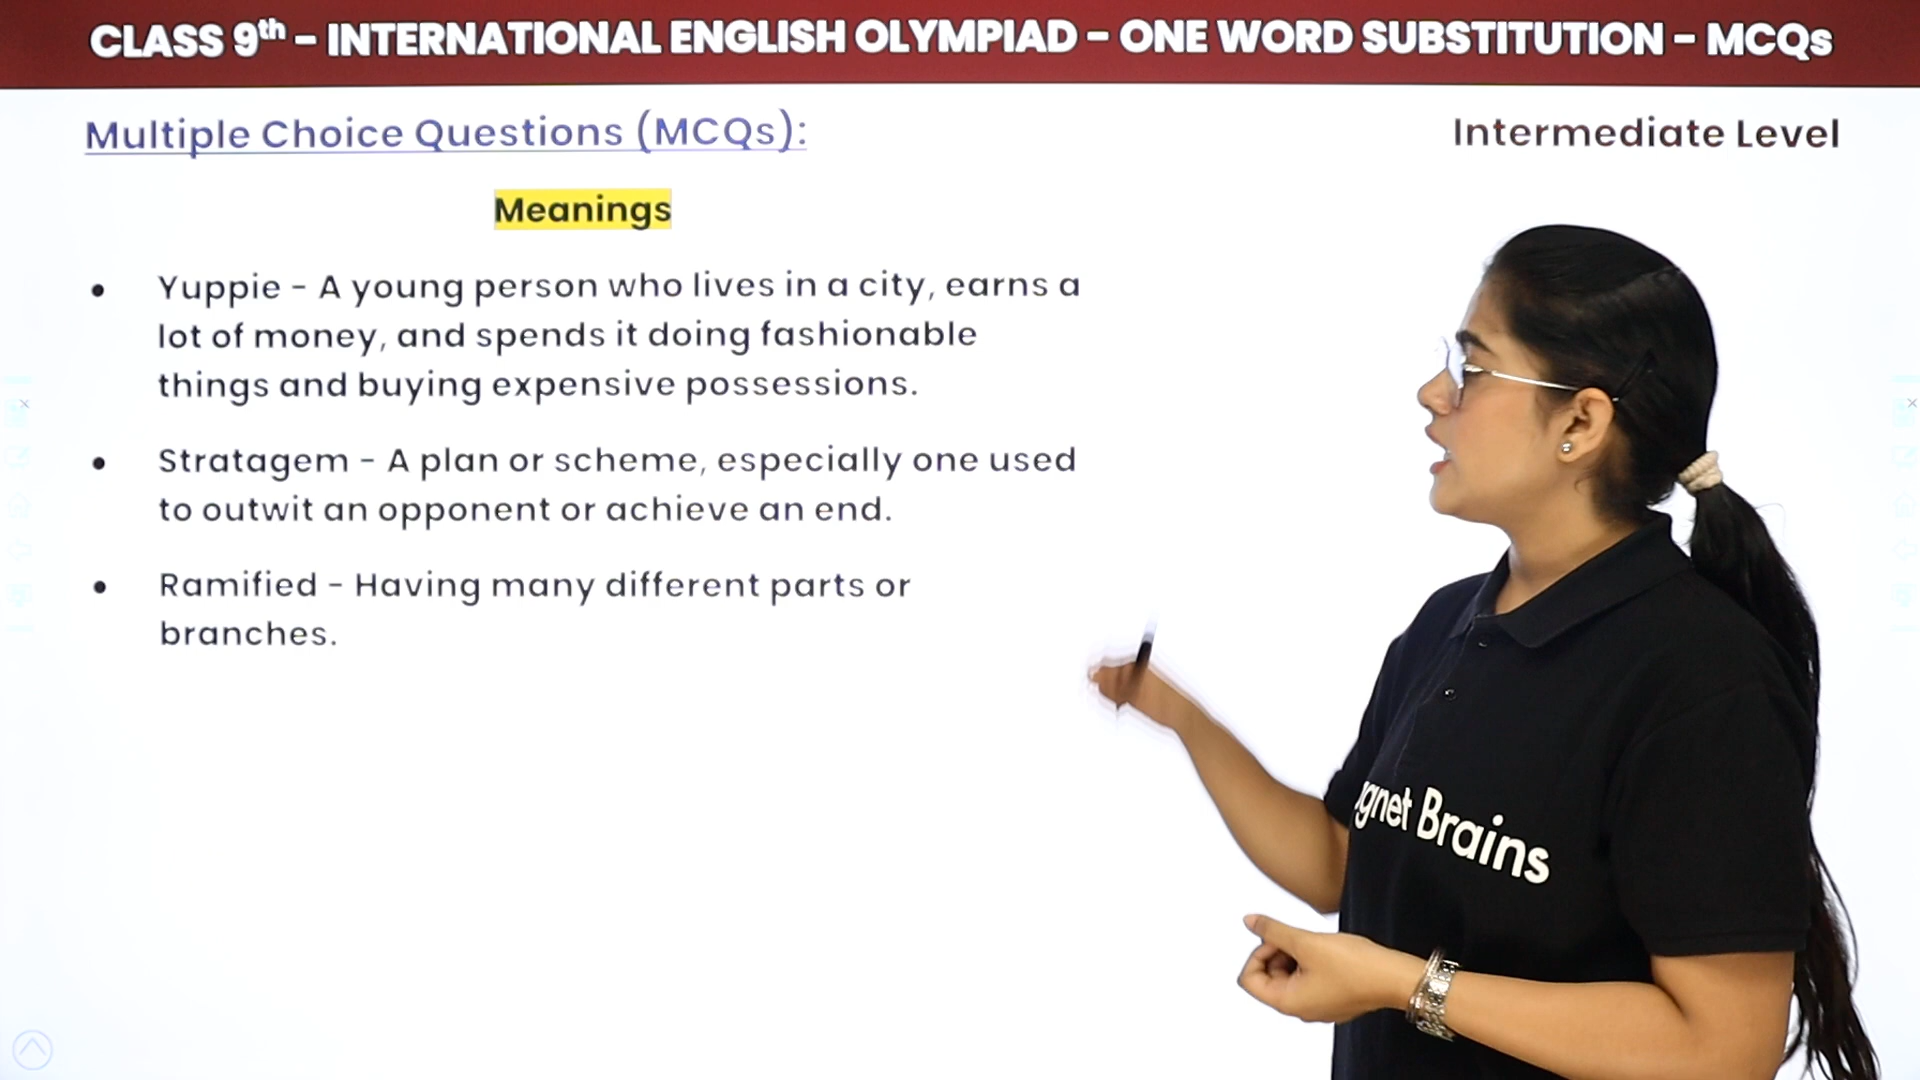 CLASS 9th – INTERNATIONAL ENGLISH OLYMPIAD – ONE WORD SUBSTITUTION – MCQs
Multiple Choice Questions (MCQs):
Intermediate Level
Meanings
• Yuppie - A young person who lives in a city, earns a
lot of money, and spends it doing fashionable
things and buying expensive possessions.
• Stratagem - A plan or scheme, especially one used
to outwit an opponent or achieve an end.
• Ramified - Having many different parts or
branches.
gnet Brains